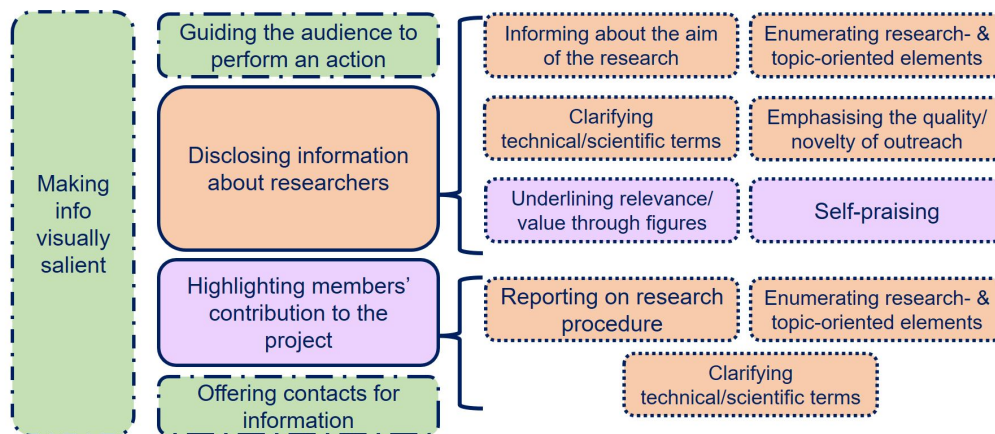 Making
info
visually
salient
Guiding the audience to
perform an action
Disclosing information
about researchers
Informing about the aim
of the research
Enumerating research- &
topic-oriented elements
Clarifying
technical/scientific terms
Emphasising the quality/
novelty of outreach
Underlining relevance/
value through figures
Self-praising
Highlighting members’
contribution to the
project
Reporting on research
procedure
Enumerating research- &
topic-oriented elements
Clarifying
technical/scientific terms
Offering contacts for
information